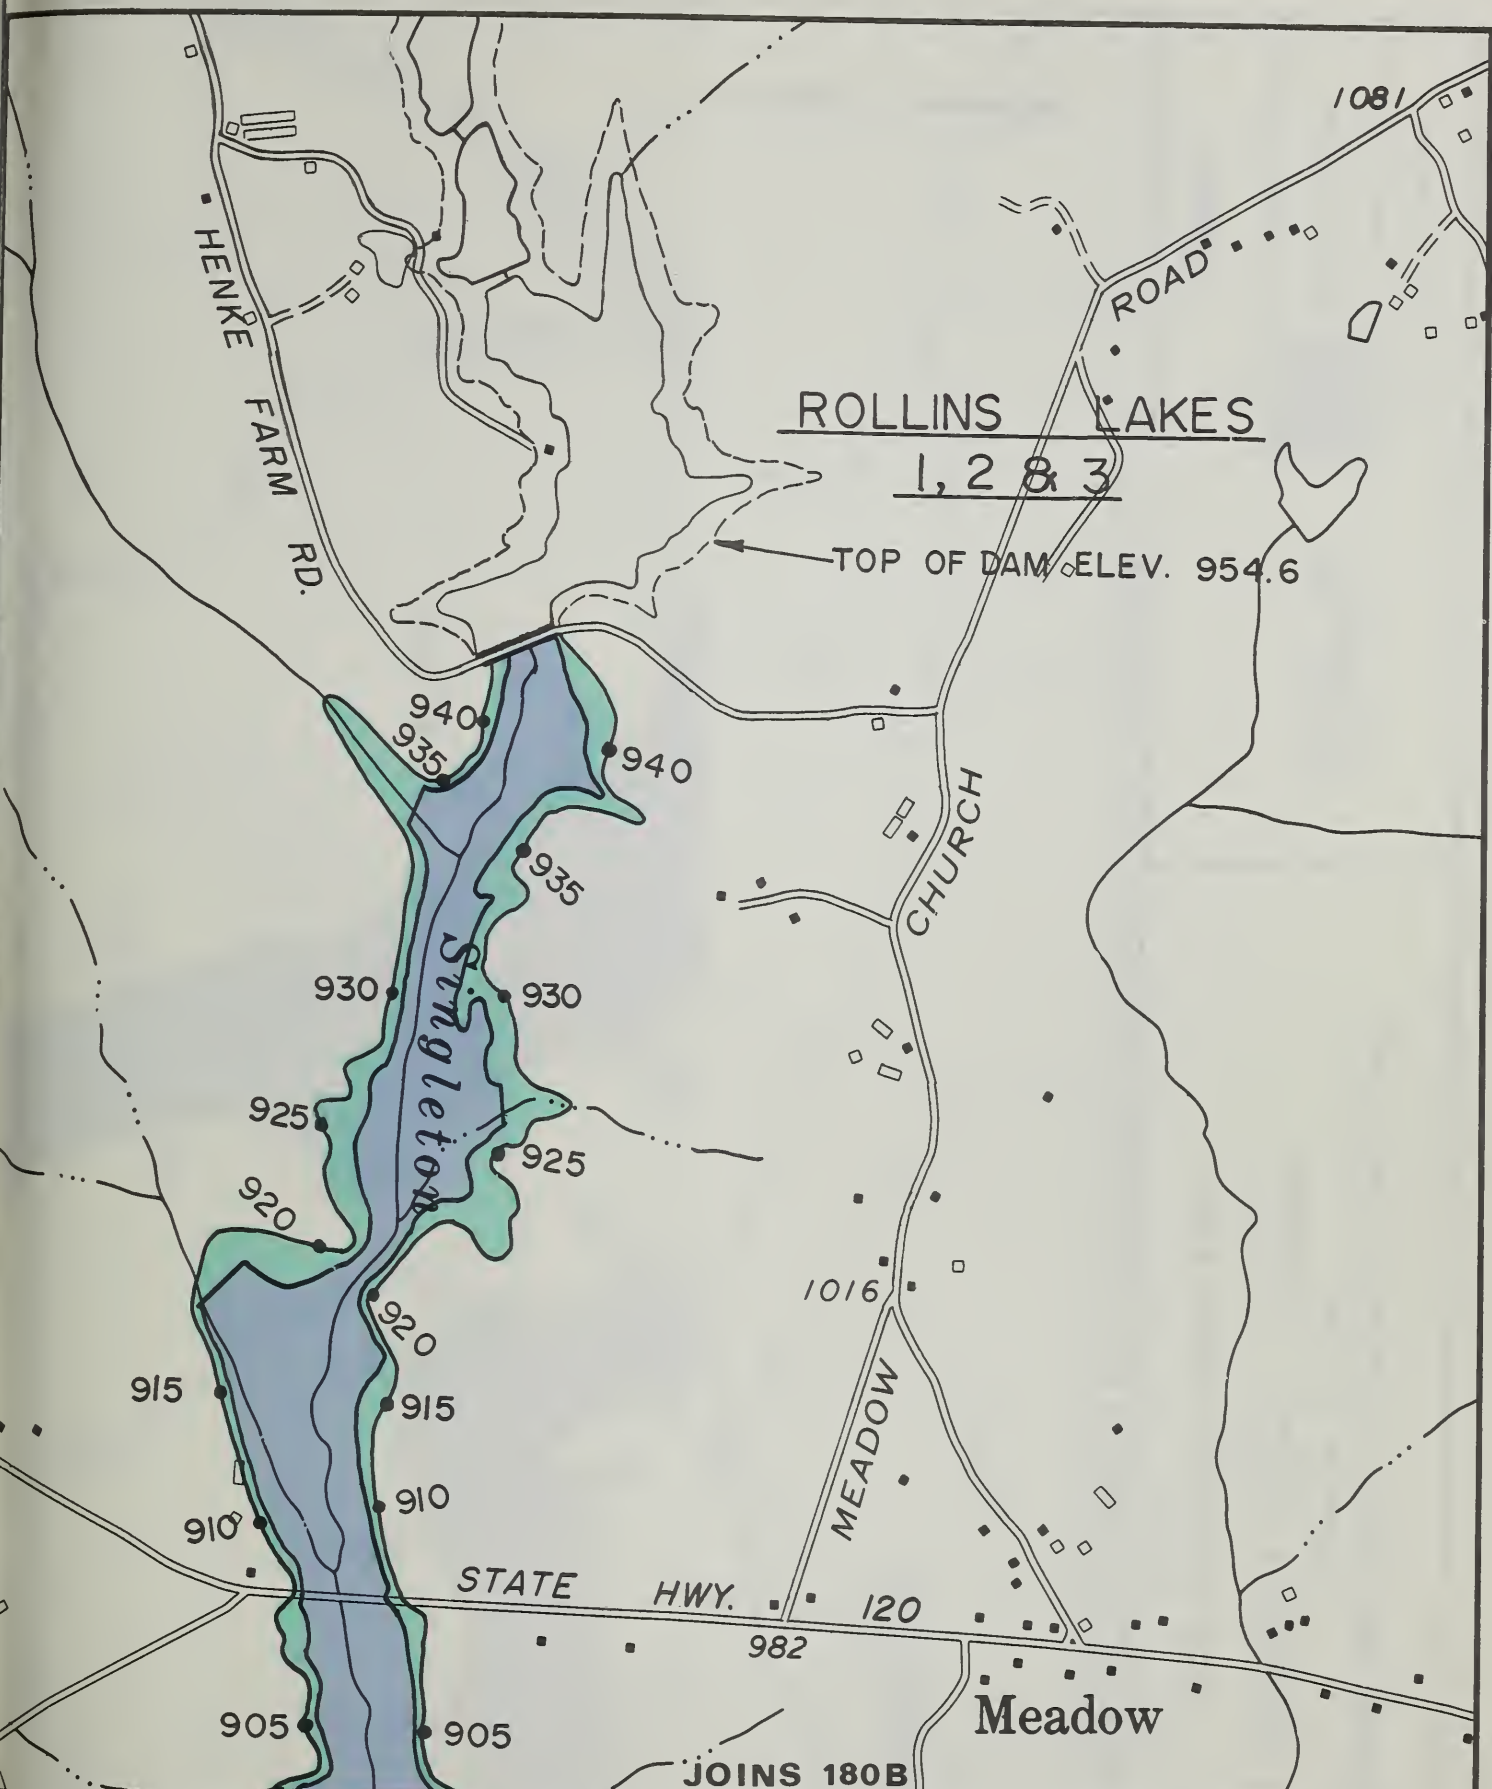 1081
HENKE FARM RD.
ROAD
ROLLINS LAKES
1, 2 & 3
TOP OF DAM ELEV. 954.6
940
935
940
935
CHURCH
930
930
Singleton
925
925
920
920
1016
915
915
MEADOW
910
910
STATE HWY. 120
982
905
905
Meadow
JOINS 180B